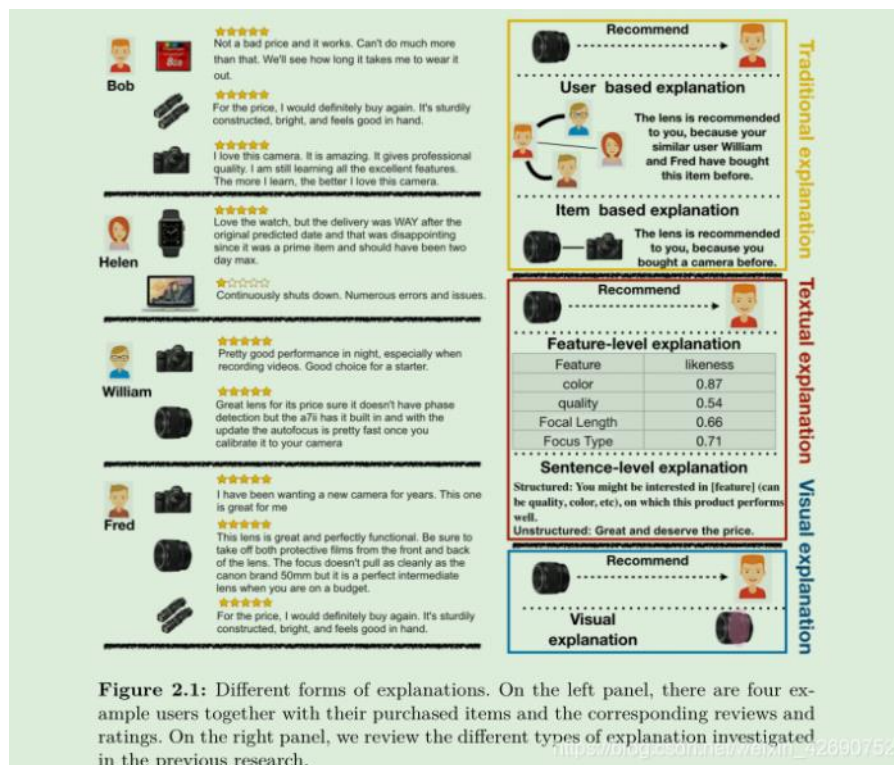 ★★★★★
Not a bad price and it works. Can't do much more
than that. We'll see how long it takes me to wear it
out.
Bob
8GB
★★★★★
For the price, I would definitely buy again. It's sturdily
constructed, bright, and feels good in hand.
★★★★★
I love this camera. It is amazing. It gives professional
quality. I am still learning all the excellent features.
The more I learn, the better I love this camera.
★★★★★
Love the watch, but the delivery was WAY after the
original predicted date and that was disappointing
since it was a prime item and should have been two
day max.
Helen
★☆☆☆☆
Continuously shuts down. Numerous errors and issues.
★★★★★
Pretty good performance in night, especially when
recording videos. Good choice for a starter.
William
★★★★★
Great lens for its price sure it doesn't have phase
detection but the a7ii has it built in and with the
update the autofocus is pretty fast once you
calibrate it to your camera
★★★★★
I have been wanting a new camera for years. This one
is great for me
Fred
★★★★★
This lens is great and perfectly functional. Be sure to
take off both protective films from the front and back
of the lens. The focus doesn't pull as cleanly as the
canon brand 50mm but it is a perfect intermediate
lens when you are on a budget.
★★★★★
For the price, I would definitely buy again. It's sturdily
constructed, bright, and feels good in hand.
Recommend
User based explanation
The lens is recommended
to you, because your
similar user William
and Fred have bought
this item before.
Item based explanation
The lens is recommended
to you, because you
bought a camera before.
Traditional explanation
Recommend
Feature-level explanation
Feature likeness
color 0.87
quality 0.54
Focal Length 0.66
Focus Type 0.71
Sentence-level explanation
Structured: You might be interested in [feature] (can
be quality, color, etc), on which this product performs
well.
Unstructured: Great and deserve the price.
Textual explanation
Recommend
Visual
explanation
Visual explanation
Figure 2.1: Different forms of explanations. On the left panel, there are four ex-
ample users together with their purchased items and the corresponding reviews and
ratings. On the right panel, we review the different types of explanation investigated
in the previous research.
https://blog.csdn.net/weixin_42690752